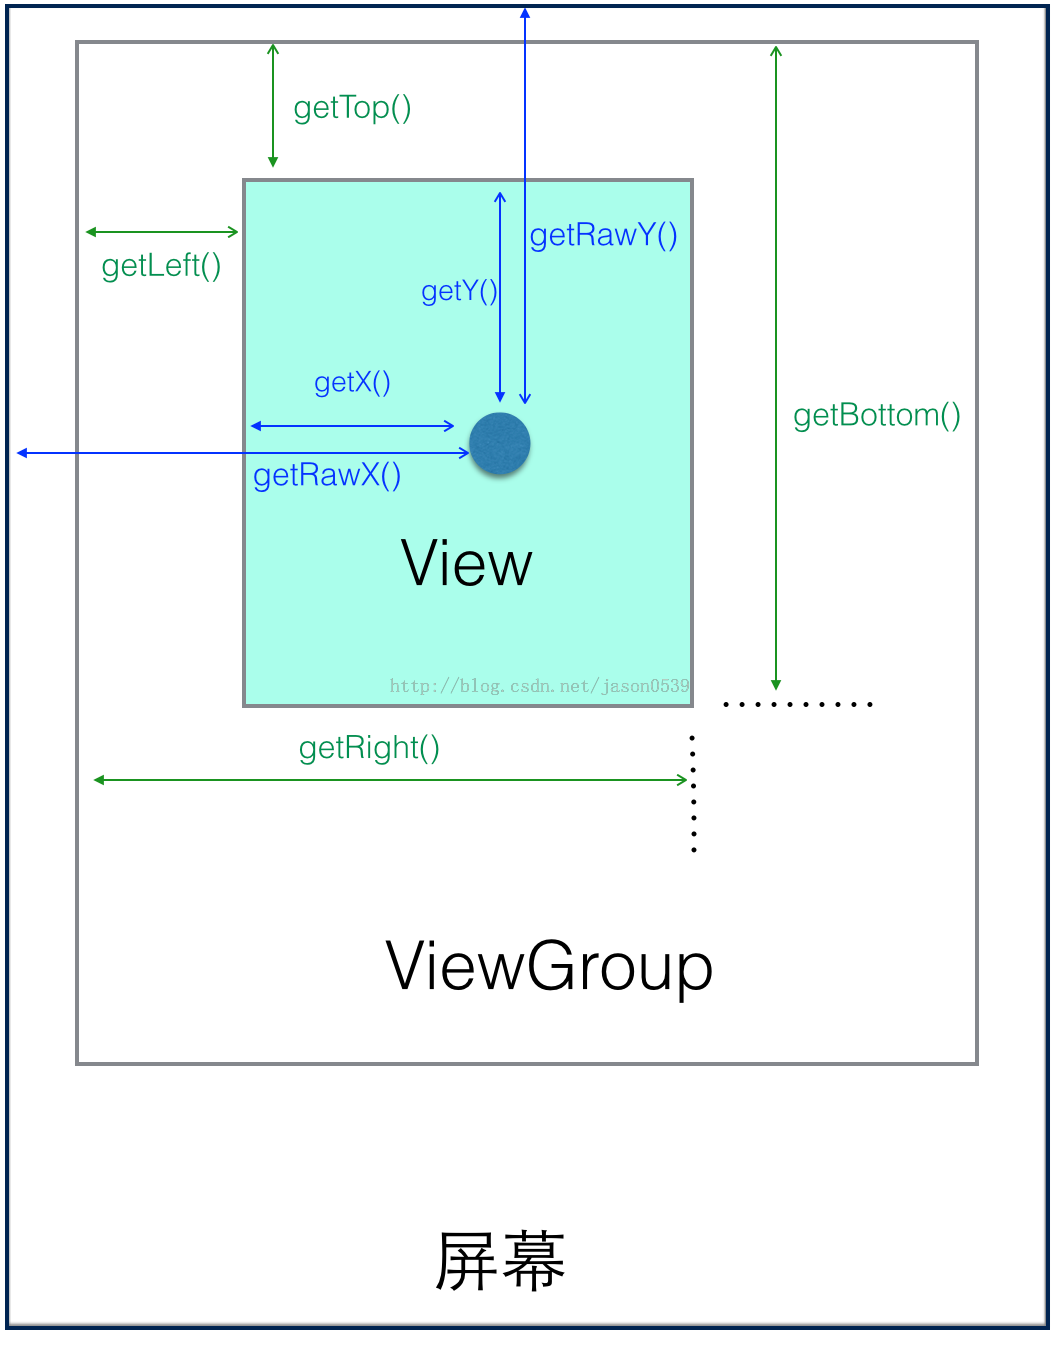 getTop()
getRawY()
getLeft()
getY()
getX()
getBottom()
getRawX()
View
http://blog.csdn.net/jason0539
getRight()
ViewGroup
屏幕